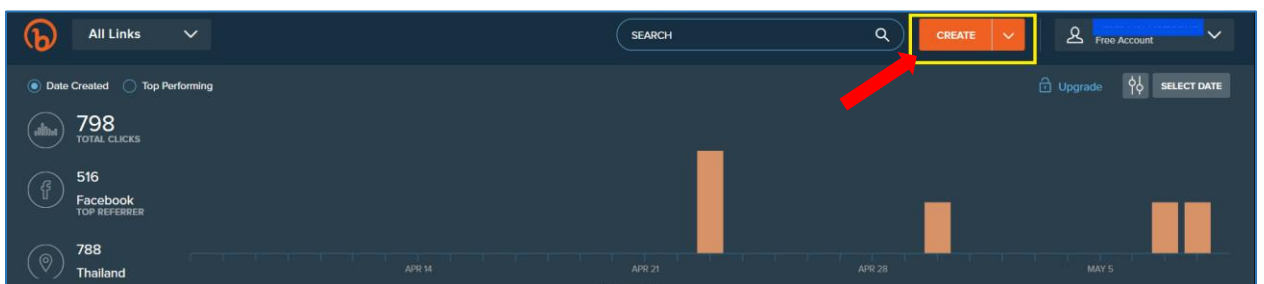 All Links
SEARCH
CREATE
Free Account
Date Created
Top Performing
Upgrade
SELECT DATE
798
TOTAL CLICKS
516
Facebook
TOP REFERRER
788
Thailand
APR 14
APR 21
APR 28
MAY 5